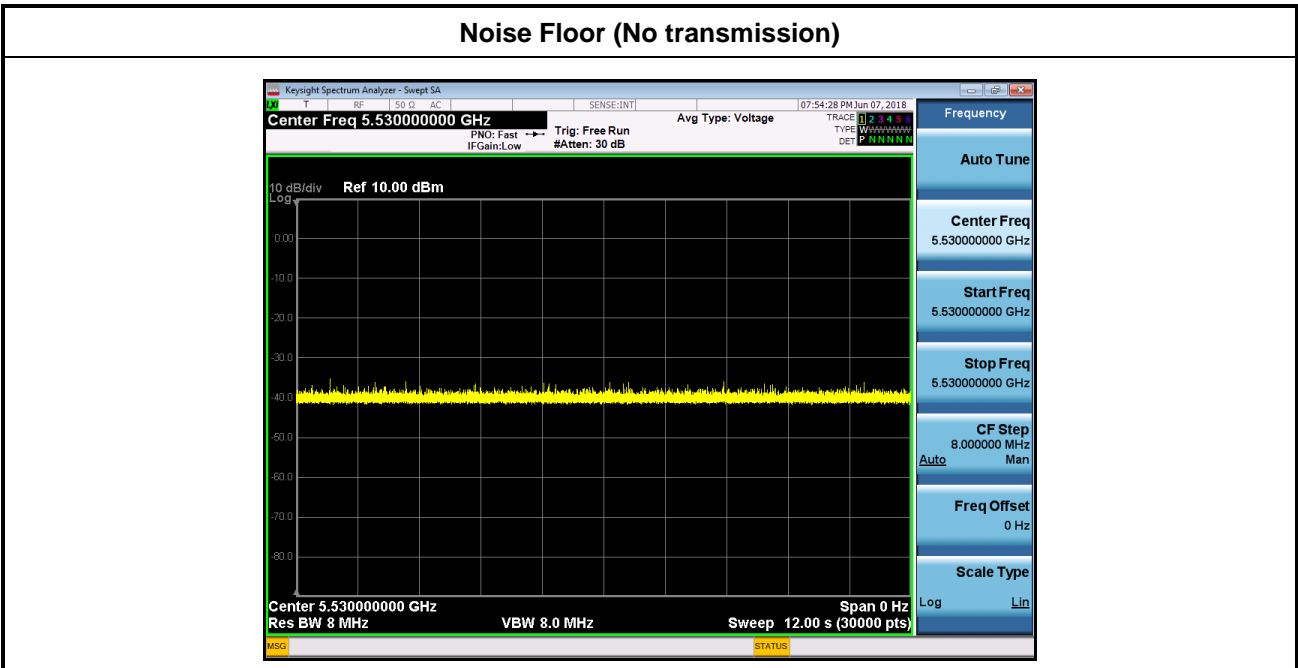 Noise Floor (No transmission)
Keysight Spectrum Analyzer - Swept SA
LXI T RF 50 Ω AC SENSE:INT 07:54:28 PM Jun 07, 2018
Center Freq 5.530000000 GHz
PNO: Fast
IFGain:Low
Trig: Free Run
#Atten: 30 dB
Avg Type: Voltage
TRACE 1 2 3 4 5 6
TYPE WWWWWW
DET P N N N N N
10 dB/div Ref 10.00 dBm
Log
0.00
-10.0
-20.0
-30.0
-40.0
-50.0
-60.0
-70.0
-80.0
Center 5.530000000 GHz Span 0 Hz
Res BW 8 MHz VBW 8.0 MHz Sweep 12.00 s (30000 pts)
MSG STATUS
Frequency
Auto Tune
Center Freq
5.530000000 GHz
Start Freq
5.530000000 GHz
Stop Freq
5.530000000 GHz
CF Step
8.000000 MHz
Auto Man
Freq Offset
0 Hz
Scale Type
Log Lin